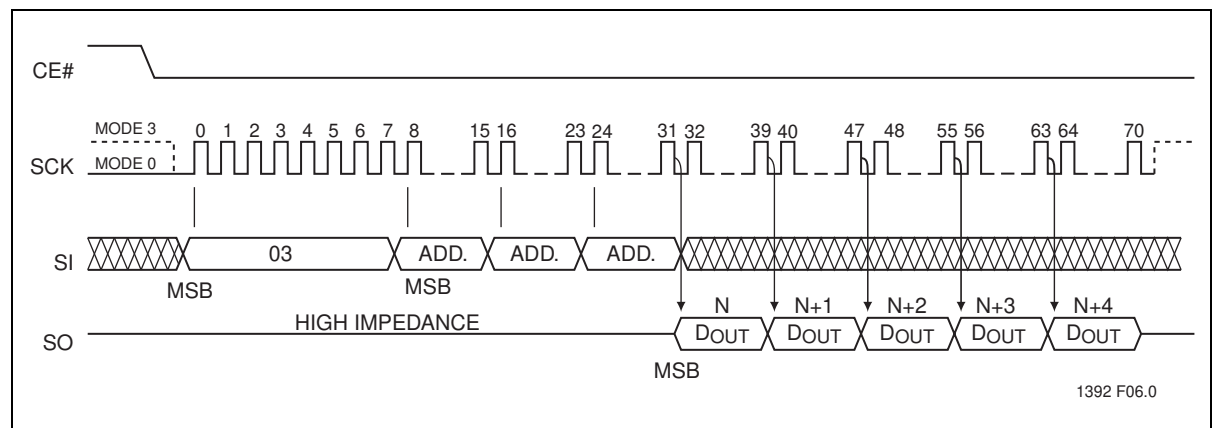 CE#
MODE 3
0 1 2 3 4 5 6 7 8 15 16 23 24 31 32 39 40 47 48 55 56 63 64 70
SCK
MODE 0
SI
03 ADD. ADD. ADD.
MSB MSB
N N+1 N+2 N+3 N+4
HIGH IMPEDANCE
SO
DOUT DOUT DOUT DOUT DOUT
MSB
1392 F06.0